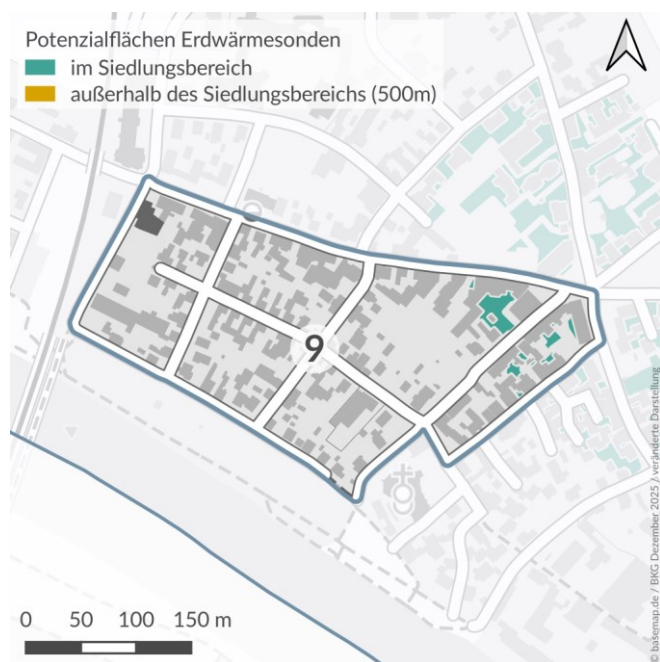 Potenzialflächen Erdwärmesonden
im Siedlungsbereich
außerhalb des Siedlungsbereichs (500m)
9
0 50 100 150 m
© basemap.de / BKG Dezember 2025 / veränderte Darstellung